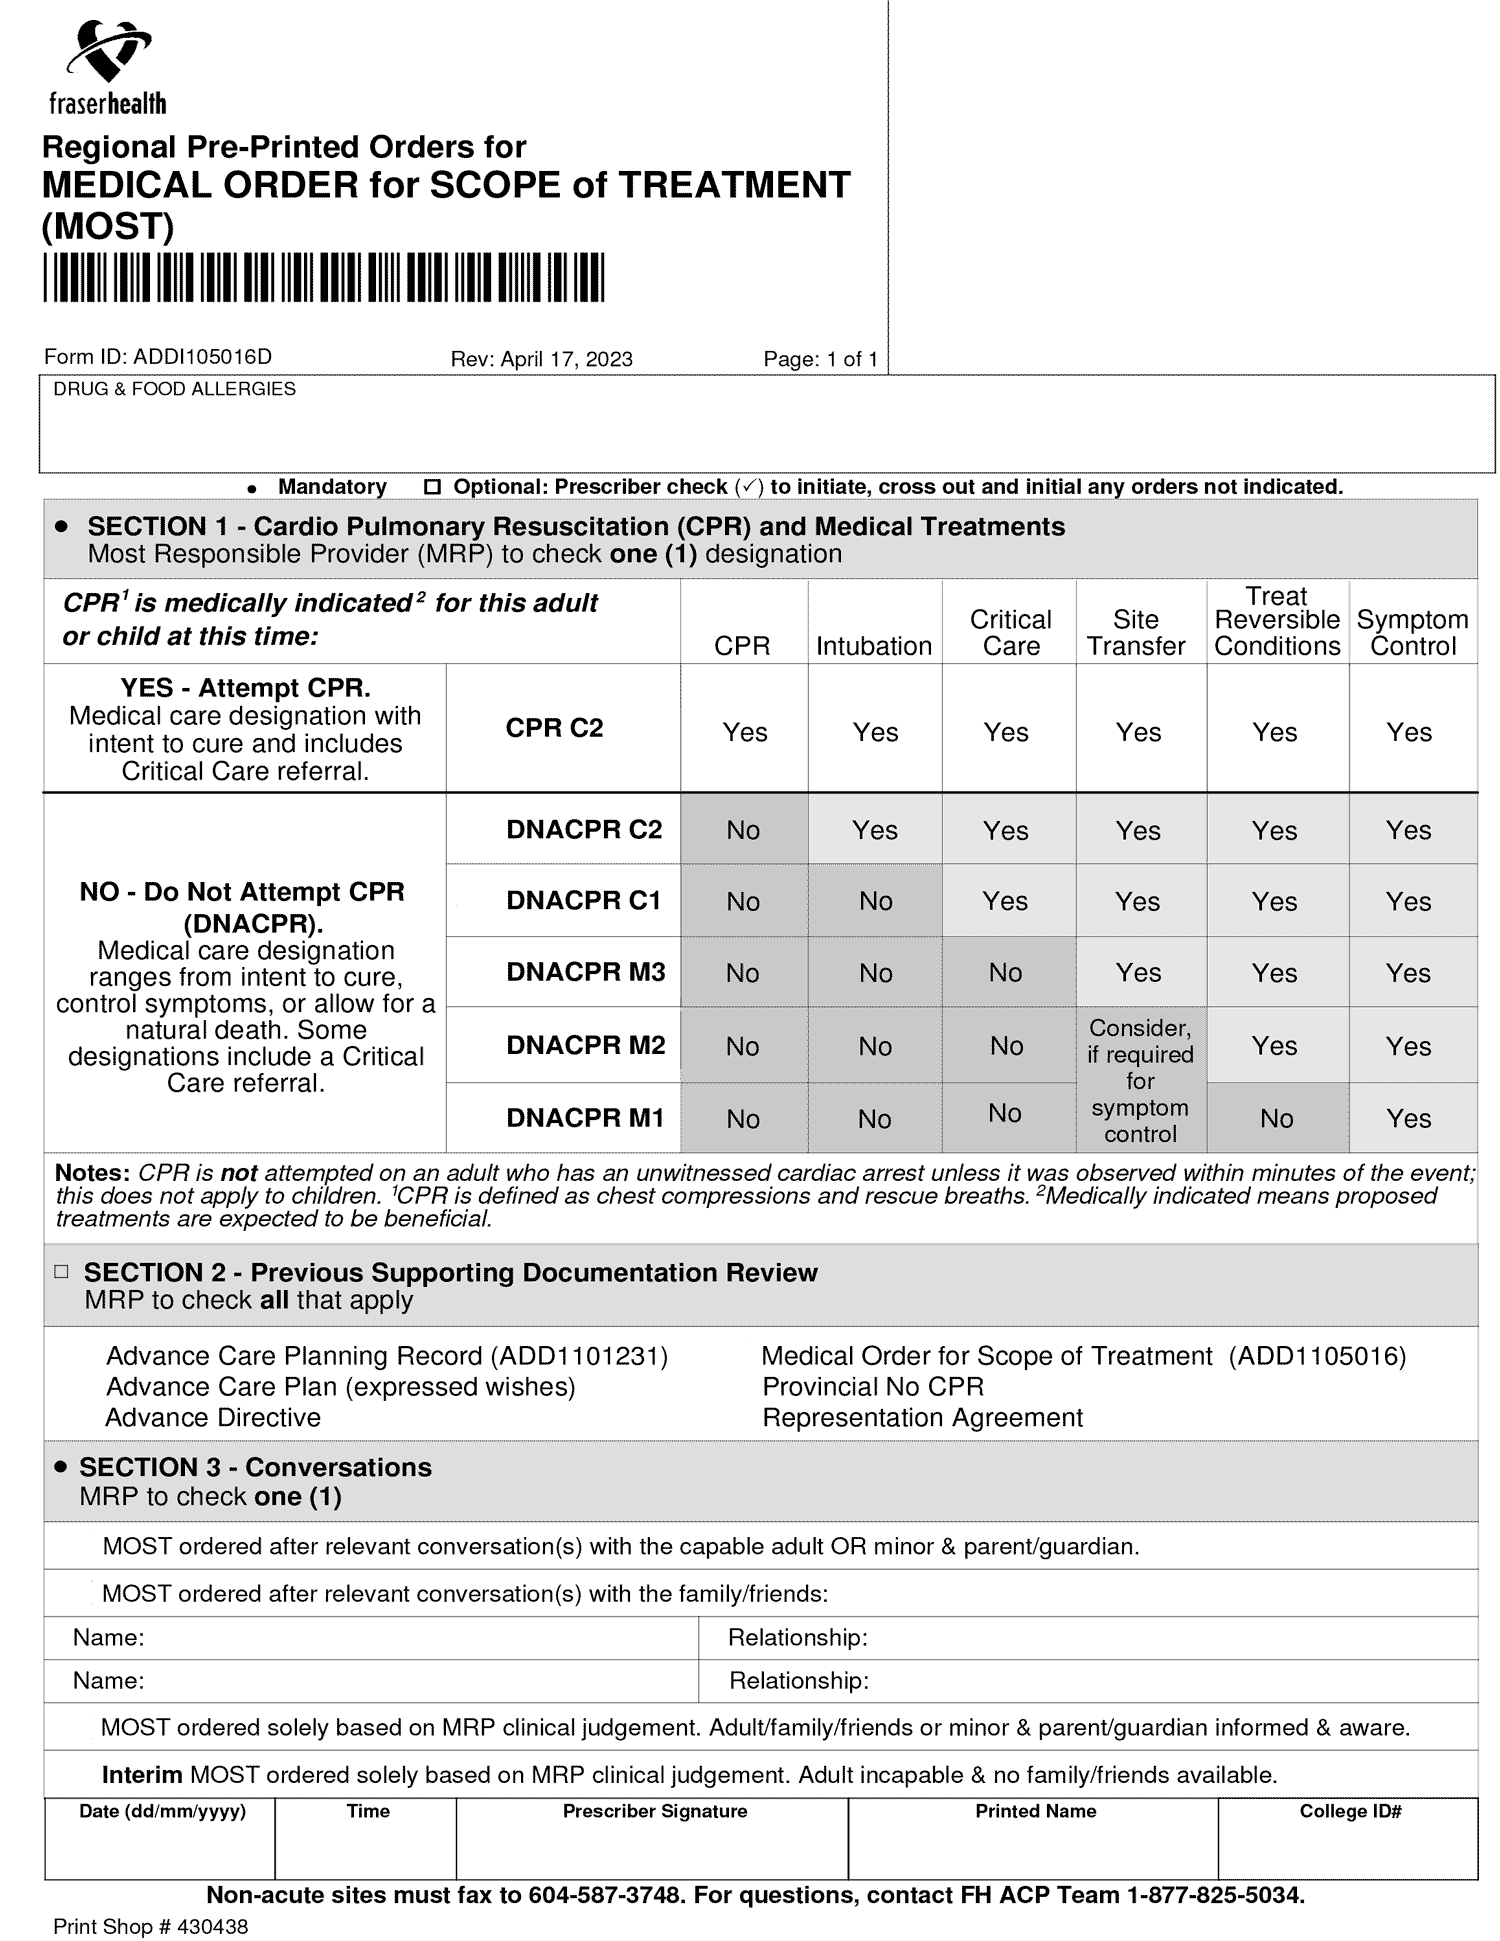 fraserhealth
Regional Pre-Printed Orders for
MEDICAL ORDER for SCOPE of TREATMENT
(MOST)
Form ID: ADDI105016D Rev: April 17, 2023 Page: 1 of 1
DRUG & FOOD ALLERGIES
• Mandatory ☐ Optional: Prescriber check (✓) to initiate, cross out and initial any orders not indicated.
• SECTION 1 - Cardio Pulmonary Resuscitation (CPR) and Medical Treatments
Most Responsible Provider (MRP) to check one (1) designation
CPR¹ is medically indicated² for this adult
or child at this time:
CPR
Intubation
Critical
Care
Site
Transfer
Treat
Reversible
Conditions
Symptom
Control
YES - Attempt CPR.
Medical care designation with
intent to cure and includes
Critical Care referral.
CPR C2 Yes Yes Yes Yes Yes Yes
NO - Do Not Attempt CPR
(DNACPR).
Medical care designation
ranges from intent to cure,
control symptoms, or allow for a
natural death. Some
designations include a Critical
Care referral.
DNACPR C2 No Yes Yes Yes Yes Yes
DNACPR C1 No No Yes Yes Yes Yes
DNACPR M3 No No No Yes Yes Yes
DNACPR M2 No No No Yes Yes
Consider,
if required
for
symptom
control
DNACPR M1 No No No No Yes
Notes: CPR is not attempted on an adult who has an unwitnessed cardiac arrest unless it was observed within minutes of the event;
this does not apply to children. ¹CPR is defined as chest compressions and rescue breaths. ²Medically indicated means proposed
treatments are expected to be beneficial.
☐ SECTION 2 - Previous Supporting Documentation Review
MRP to check all that apply
Advance Care Planning Record (ADD1101231) Medical Order for Scope of Treatment (ADD1105016)
Advance Care Plan (expressed wishes) Provincial No CPR
Advance Directive Representation Agreement
• SECTION 3 - Conversations
MRP to check one (1)
MOST ordered after relevant conversation(s) with the capable adult OR minor & parent/guardian.
MOST ordered after relevant conversation(s) with the family/friends:
Name: Relationship:
Name: Relationship:
MOST ordered solely based on MRP clinical judgement. Adult/family/friends or minor & parent/guardian informed & aware.
Interim MOST ordered solely based on MRP clinical judgement. Adult incapable & no family/friends available.
Date (dd/mm/yyyy) Time Prescriber Signature Printed Name College ID#
Non-acute sites must fax to 604-587-3748. For questions, contact FH ACP Team 1-877-825-5034.
Print Shop # 430438